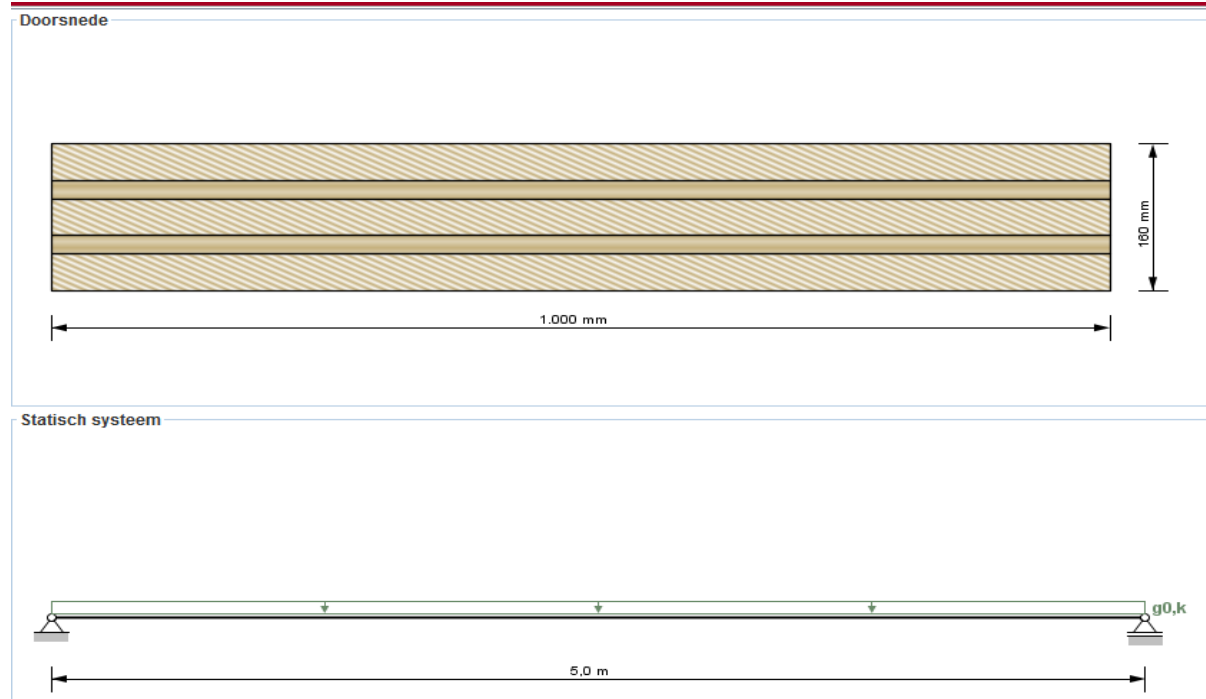 Doorsnede
160 mm
1.000 mm
Statisch systeem
g0,k
5,0 m